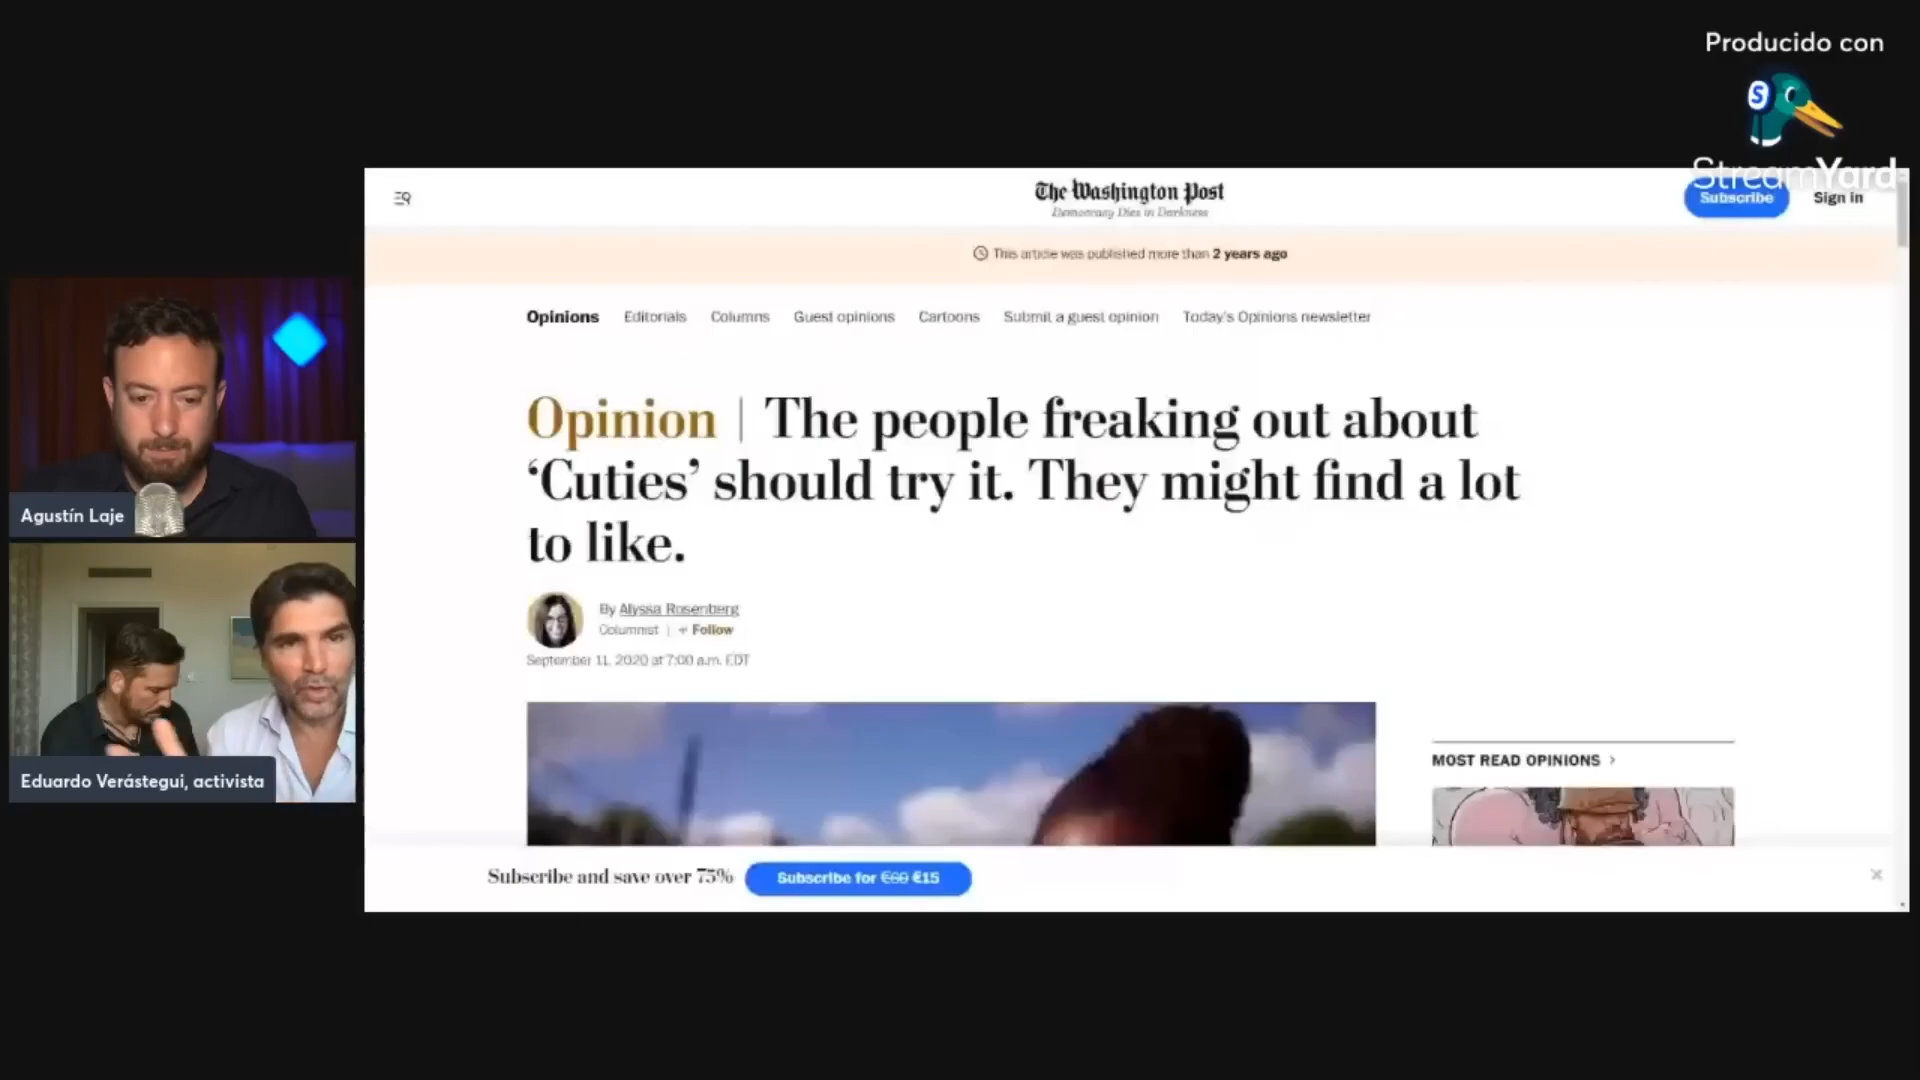 Producido con
StreamYard
The Washington Post
Democracy Dies in Darkness
Subscribe
Sign in
This article was published more than 2 years ago
Opinions
Editorials
Columns
Guest opinions
Cartoons
Submit a guest opinion
Today's Opinions newsletter
Opinion | The people freaking out about
‘Cuties’ should try it. They might find a lot
to like.
By Alyssa Rosenberg
Columnist | + Follow
September 11, 2020 at 7:00 a.m. EDT
MOST READ OPINIONS >
Subscribe and save over 75%
Subscribe for €60 €15
Agustín Laje
Eduardo Verástegui, activista